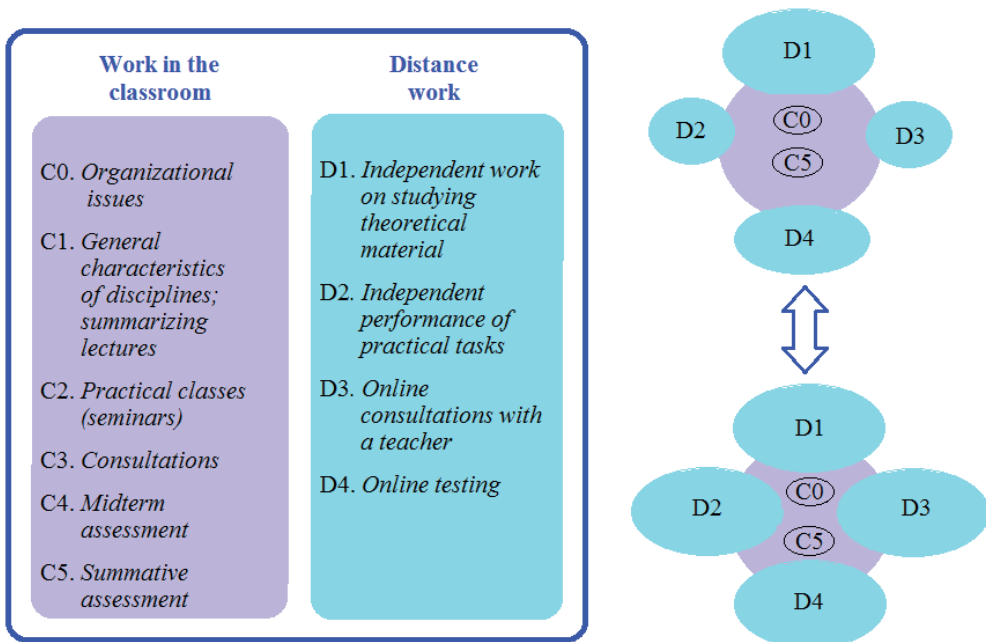 Work in the
classroom
C0. Organizational
issues
C1. General
characteristics
of disciplines;
summarizing
lectures
C2. Practical classes
(seminars)
C3. Consultations
C4. Midterm
assessment
C5. Summative
assessment
Distance
work
D1. Independent work
on studying
theoretical
material
D2. Independent
performance of
practical tasks
D3. Online
consultations with
a teacher
D4. Online testing
D1
D2
C0
D3
C5
D4
D1
D2
C0
D3
C5
D4